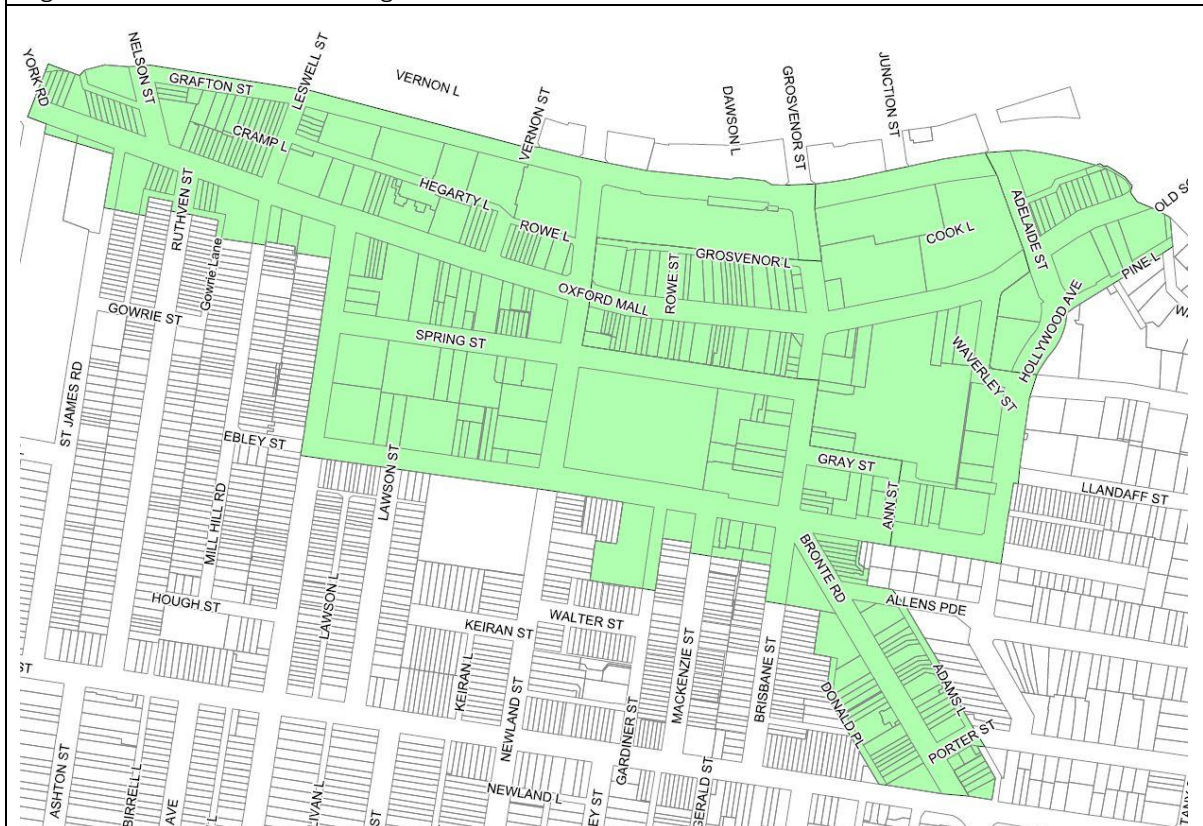 YORK RD
NELSON ST
GRAFTON ST
LESWELL ST
VERNON L
VERNON ST
DAWSON L
GROSVENOR ST
JUNCTION ST
CRAMP L
HEGARTY L
ROWE L
RUTHVEN ST
Gowrie Lane
GROSVENOR L
ROWE ST
OXFORD MALL
COOK L
ADELAIDE ST
PINE L
HOLLYWOOD AVE
WAVERLEY ST
GOWRIE ST
SPRING ST
ST JAMES RD
EBLEY ST
MILL HILL RD
LAWSON ST
GRAY ST
ANN ST
LLANDAFF ST
BRONTE RD
ALLENS PDE
HOUGH ST
LAWSON L
KEIRAN ST
WALTER ST
KEIRAN L
NEWLAND ST
GARDINER ST
MACKENZIE ST
BRISBANE ST
DONALD PL
ADAMS L
PORTER ST
ASHTON ST
BIRRELL L
AVE
NEWLAND L
ST
ST